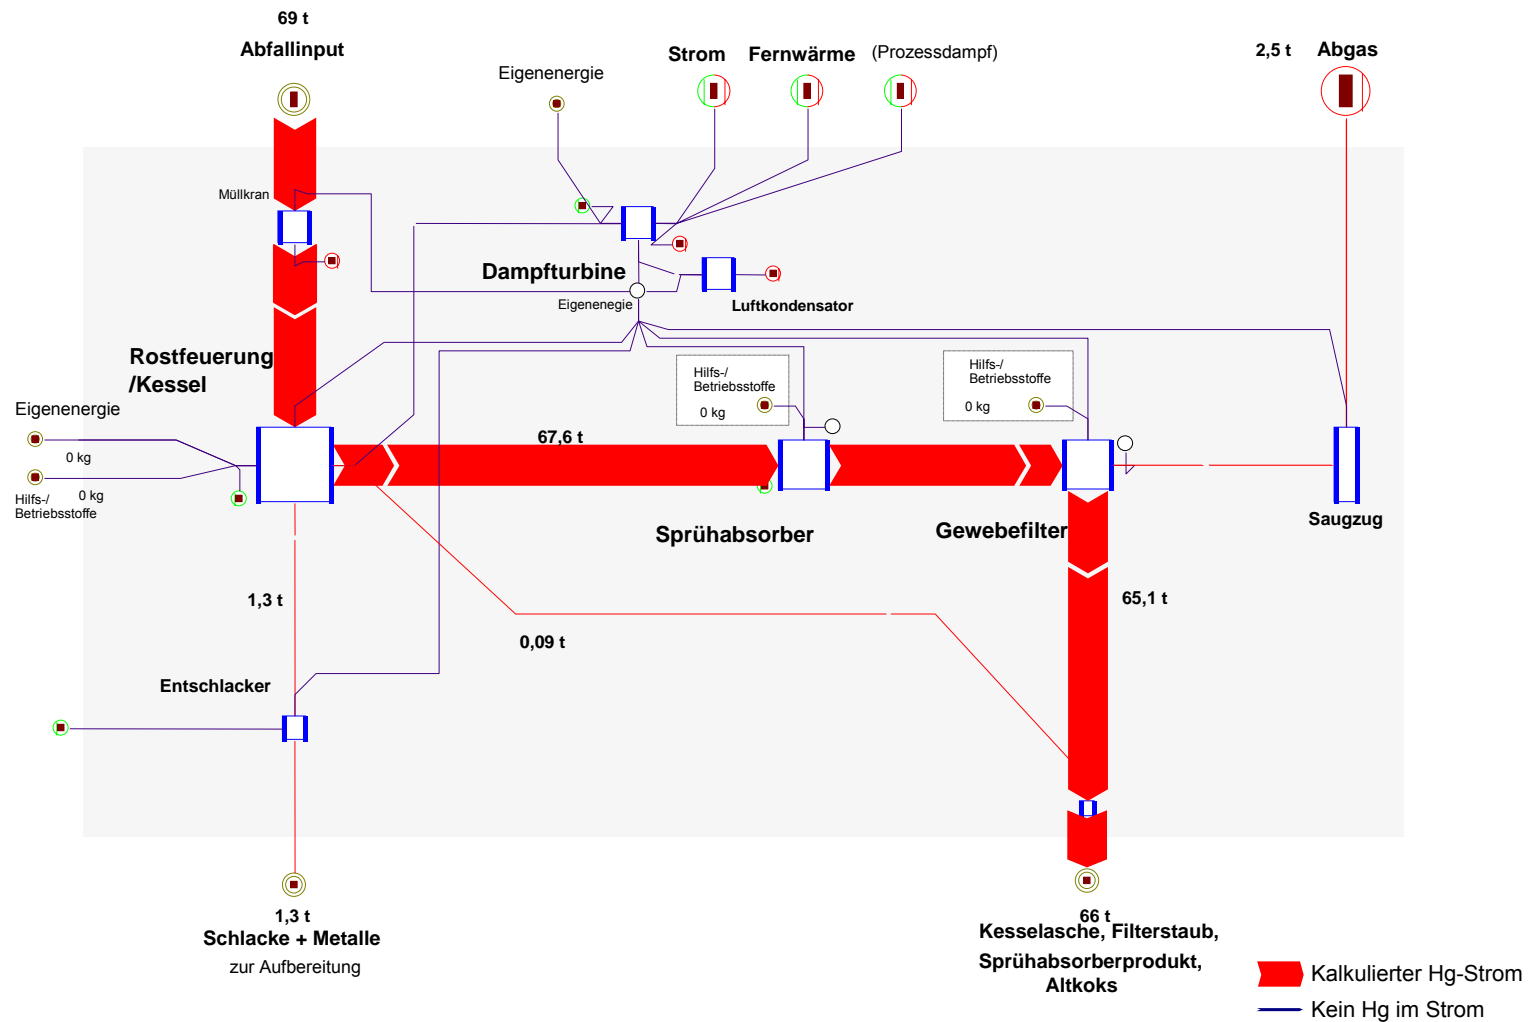 69 t
Abfallinput
Eigenenergie
Strom
Fernwärme
(Prozessdampf)
2,5 t
Abgas
Müllkran
Dampfturbine
Eigenenegie
Luftkondensator
Rostfeuerung
/Kessel
Hilfs-/
Betriebsstoffe
0 kg
Hilfs-/
Betriebsstoffe
0 kg
Eigenenergie
0 kg
Hilfs-/
Betriebsstoffe
0 kg
67,6 t
Sprühabsorber
Gewebefilter
Saugzug
1,3 t
0,09 t
65,1 t
Entschlacker
1,3 t
Schlacke + Metalle
zur Aufbereitung
66 t
Kesselasche, Filterstaub,
Sprühabsorberprodukt,
Altkoks
Kalkulierter Hg-Strom
Kein Hg im Strom